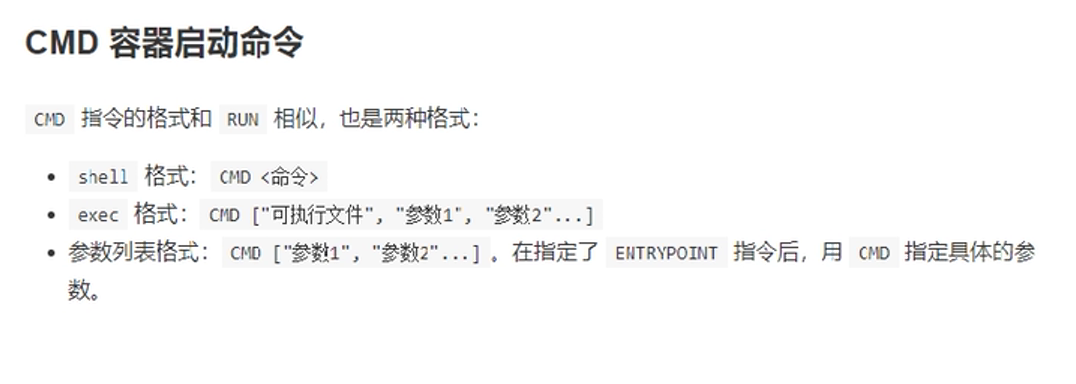 CMD 容器启动命令
CMD 指令的格式和 RUN 相似，也是两种格式：
shell 格式： CMD <命令>
exec 格式： CMD ["可执行文件", "参数1", "参数2"...]
参数列表格式： CMD ["参数1", "参数2"...] 。在指定了 ENTRYPOINT 指令后，用 CMD 指定具体的参
数。